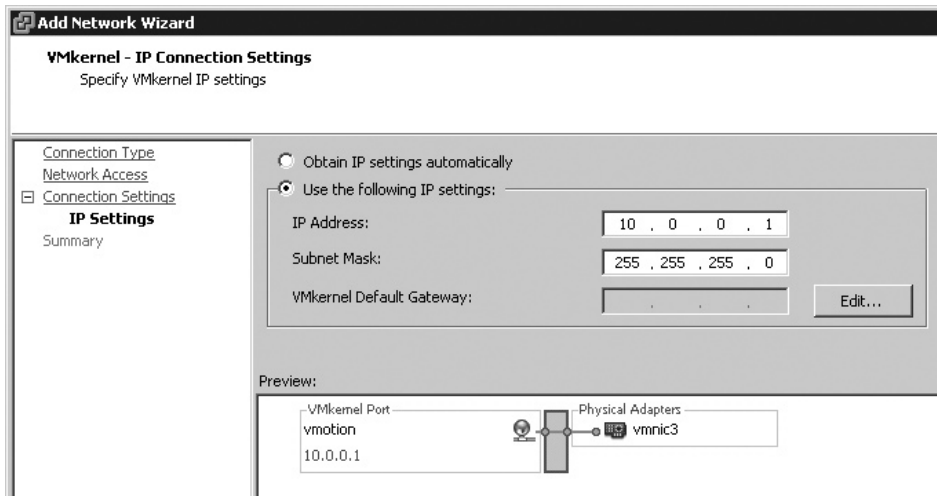 Add Network Wizard
VMkernel - IP Connection Settings
Specify VMkernel IP settings
Connection Type
Network Access
Connection Settings
IP Settings
Summary
Obtain IP settings automatically
Use the following IP settings:
IP Address:
10 . 0 . 0 . 1
Subnet Mask:
255 . 255 . 255 . 0
VMkernel Default Gateway:
. . .
Edit...
Preview:
VMkernel Port
vmotion
10.0.0.1
Physical Adapters
vmnic3